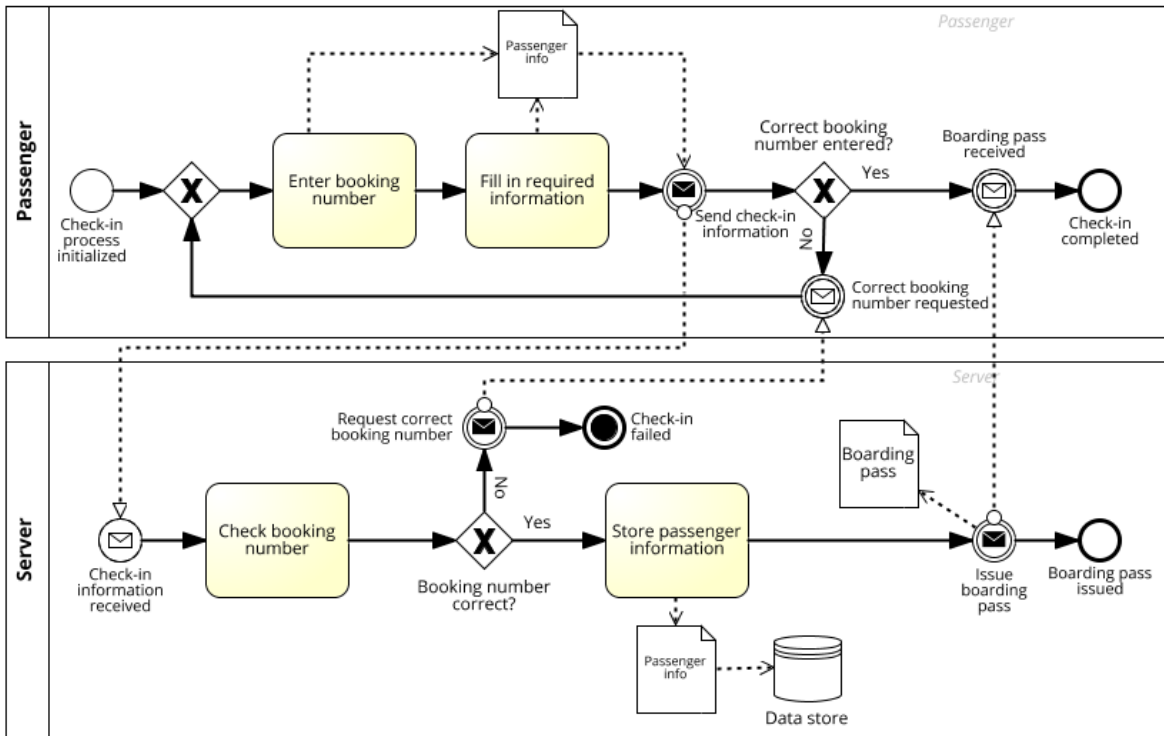 Passenger
Passenger
Passenger
info
Correct booking
number entered?
Boarding pass
received
Enter booking
number
Fill in required
information
Yes
Check-in
process
initialized
Send check-in
information
No
Check-in
completed
Correct booking
number requested
Server
Server
Request correct
booking number
Check-in
failed
Boarding
pass
No
Check booking
number
Yes
Store passenger
information
Check-in
information
received
Booking number
correct?
Issue
boarding
pass
Boarding pass
issued
Passenger
info
Data store